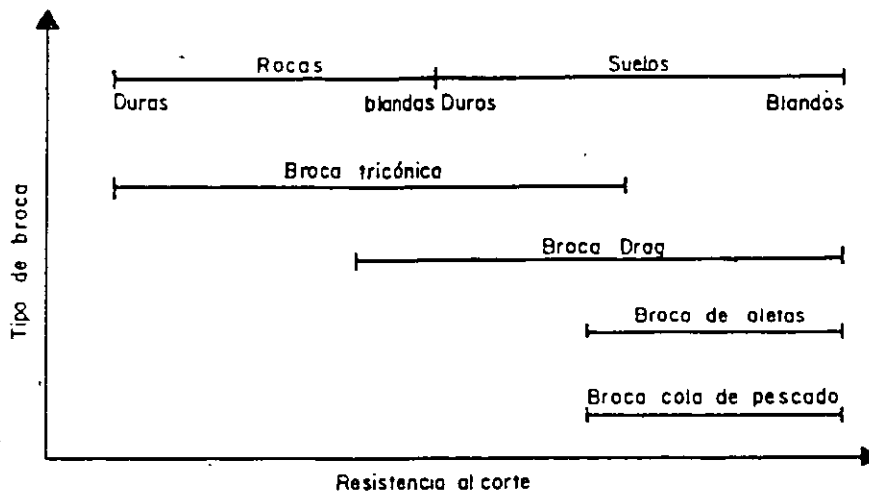 Rocas Suelos
Duras blandas Duros Blandos
Broca tricónica
Broca Drag
Broca de aletas
Broca cola de pescado
Tipo de broca
Resistencia al corte